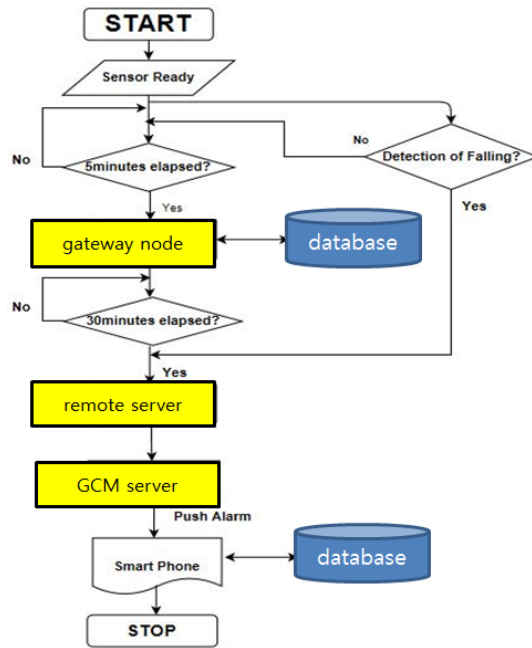 START
Sensor Ready
No
5minutes elapsed?
No
Detection of Falling?
Yes
Yes
gateway node
database
No
30minutes elapsed?
Yes
remote server
GCM server
Push Alarm
Smart Phone
database
STOP